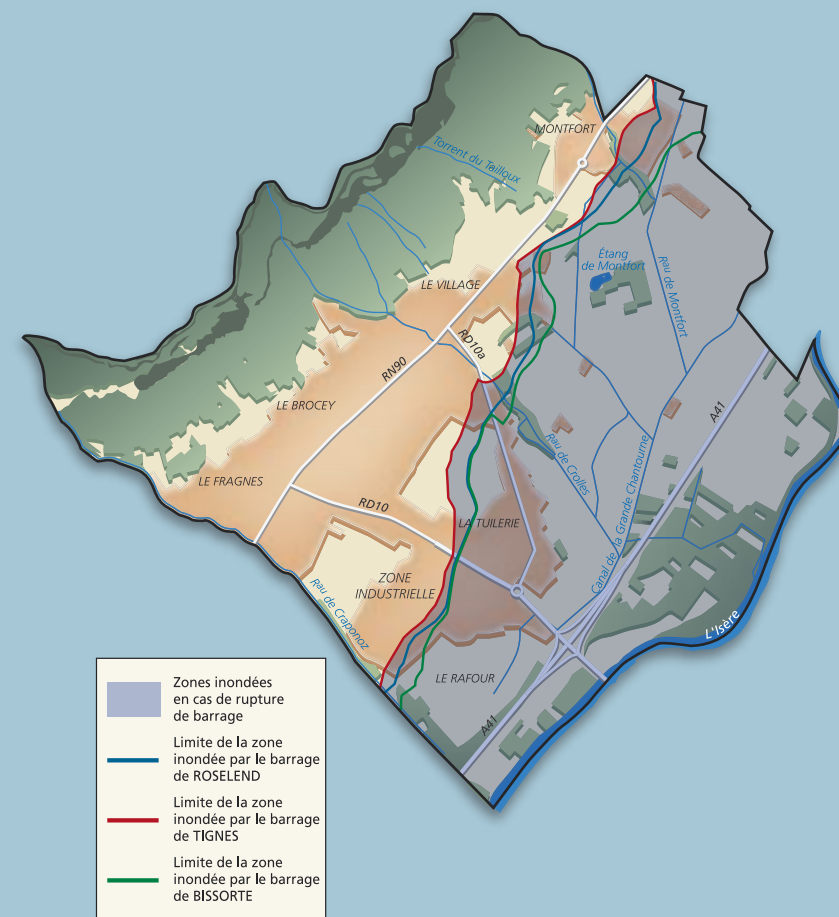 MONTFORT
Torrent du Tailloux
Étang
de Montfort
Rau de Montfort
LE VILLAGE
RD10a
RN90
LE BROCEY
A41
Rau de Crolles
LE FRAGNES
RD10
LA TUILERIE
Canal de la Grande Chantourne
ZONE
INDUSTRIELLE
Rau de Craponoz
L'Isère
LE RAFOUR
A41
Zones inondées
en cas de rupture
de barrage
Limite de la zone
inondée par le barrage
de ROSELEND
Limite de la zone
inondée par le barrage
de TIGNES
Limite de la zone
inondée par le barrage
de BISSORTE